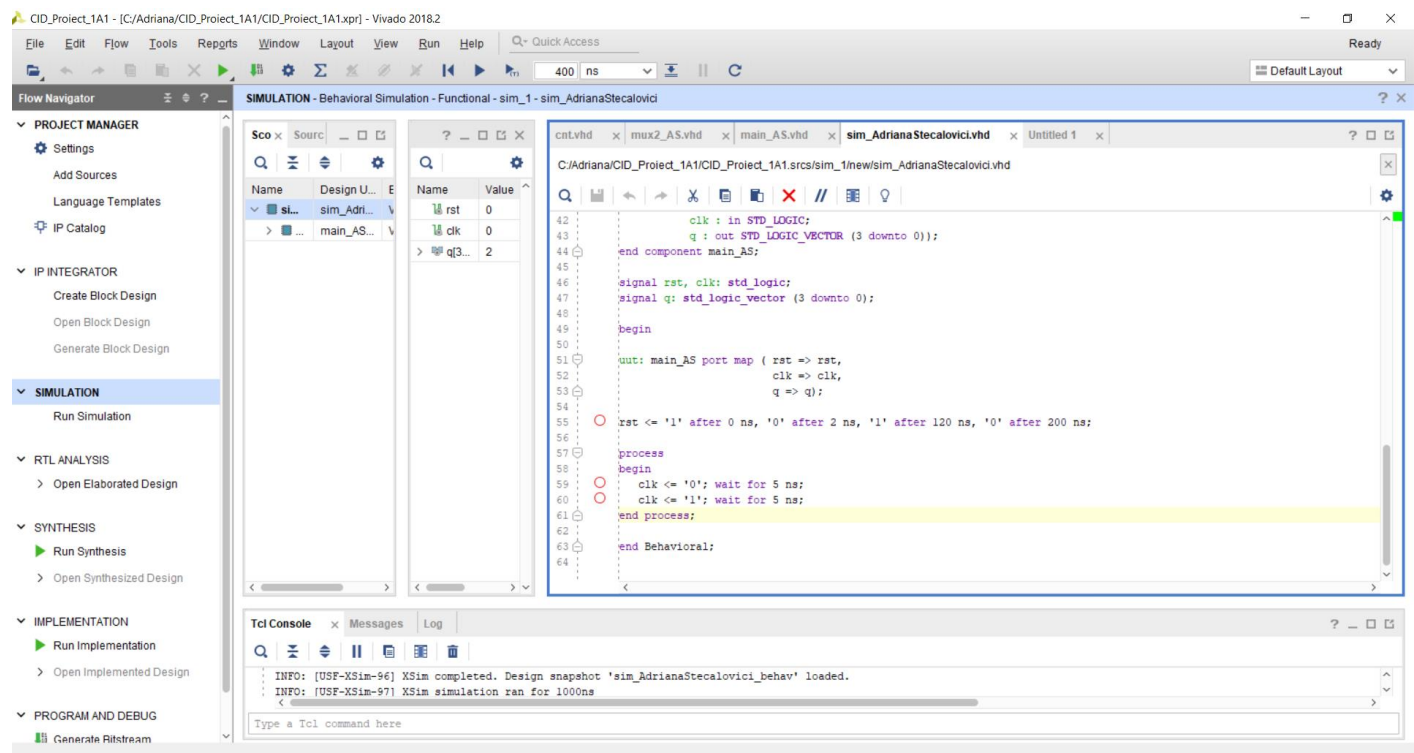 CID_Proiect_1A1 - [C:/Adriana/CID_Proiect_1A1/CID_Proiect_1A1.xpr] - Vivado 2018.2
File Edit Flow Tools Reports Window Layout View Run Help Quick Access Ready
400 ns Default Layout
Flow Navigator
PROJECT MANAGER
Settings
Add Sources
Language Templates
IP Catalog
IP INTEGRATOR
Create Block Design
Open Block Design
Generate Block Design
SIMULATION
Run Simulation
RTL ANALYSIS
Open Elaborated Design
SYNTHESIS
Run Synthesis
Open Synthesized Design
IMPLEMENTATION
Run Implementation
Open Implemented Design
PROGRAM AND DEBUG
Generate Bitstream
SIMULATION - Behavioral Simulation - Functional - sim_1 - sim_AdrianaStecalovici
Sco Sourc
Name Design U... E
si... sim_Adri... V
... main_AS... V
Name Value
rst 0
clk 0
q[3... 2
cnt.vhd mux2_AS.vhd main_AS.vhd sim_AdrianaStecalovici.vhd Untitled 1
C:/Adriana/CID_Proiect_1A1/CID_Proiect_1A1.srcs/sim_1/new/sim_AdrianaStecalovici.vhd
42 clk : in STD_LOGIC;
43 q : out STD_LOGIC_VECTOR (3 downto 0));
44 end component main_AS;
45
46 signal rst, clk: std_logic;
47 signal q: std_logic_vector (3 downto 0);
48
49 begin
50
51 uut: main_AS port map ( rst => rst,
52 clk => clk,
53 q => q);
54
55 rst <= '1' after 0 ns, '0' after 2 ns, '1' after 120 ns, '0' after 200 ns;
56
57 process
58 begin
59 clk <= '0'; wait for 5 ns;
60 clk <= '1'; wait for 5 ns;
61 end process;
62
63 end Behavioral;
64
Tcl Console Messages Log
INFO: [USF-XSim-96] XSim completed. Design snapshot 'sim_AdrianaStecalovici_behav' loaded.
INFO: [USF-XSim-97] XSim simulation ran for 1000ns
Type a Tcl command here